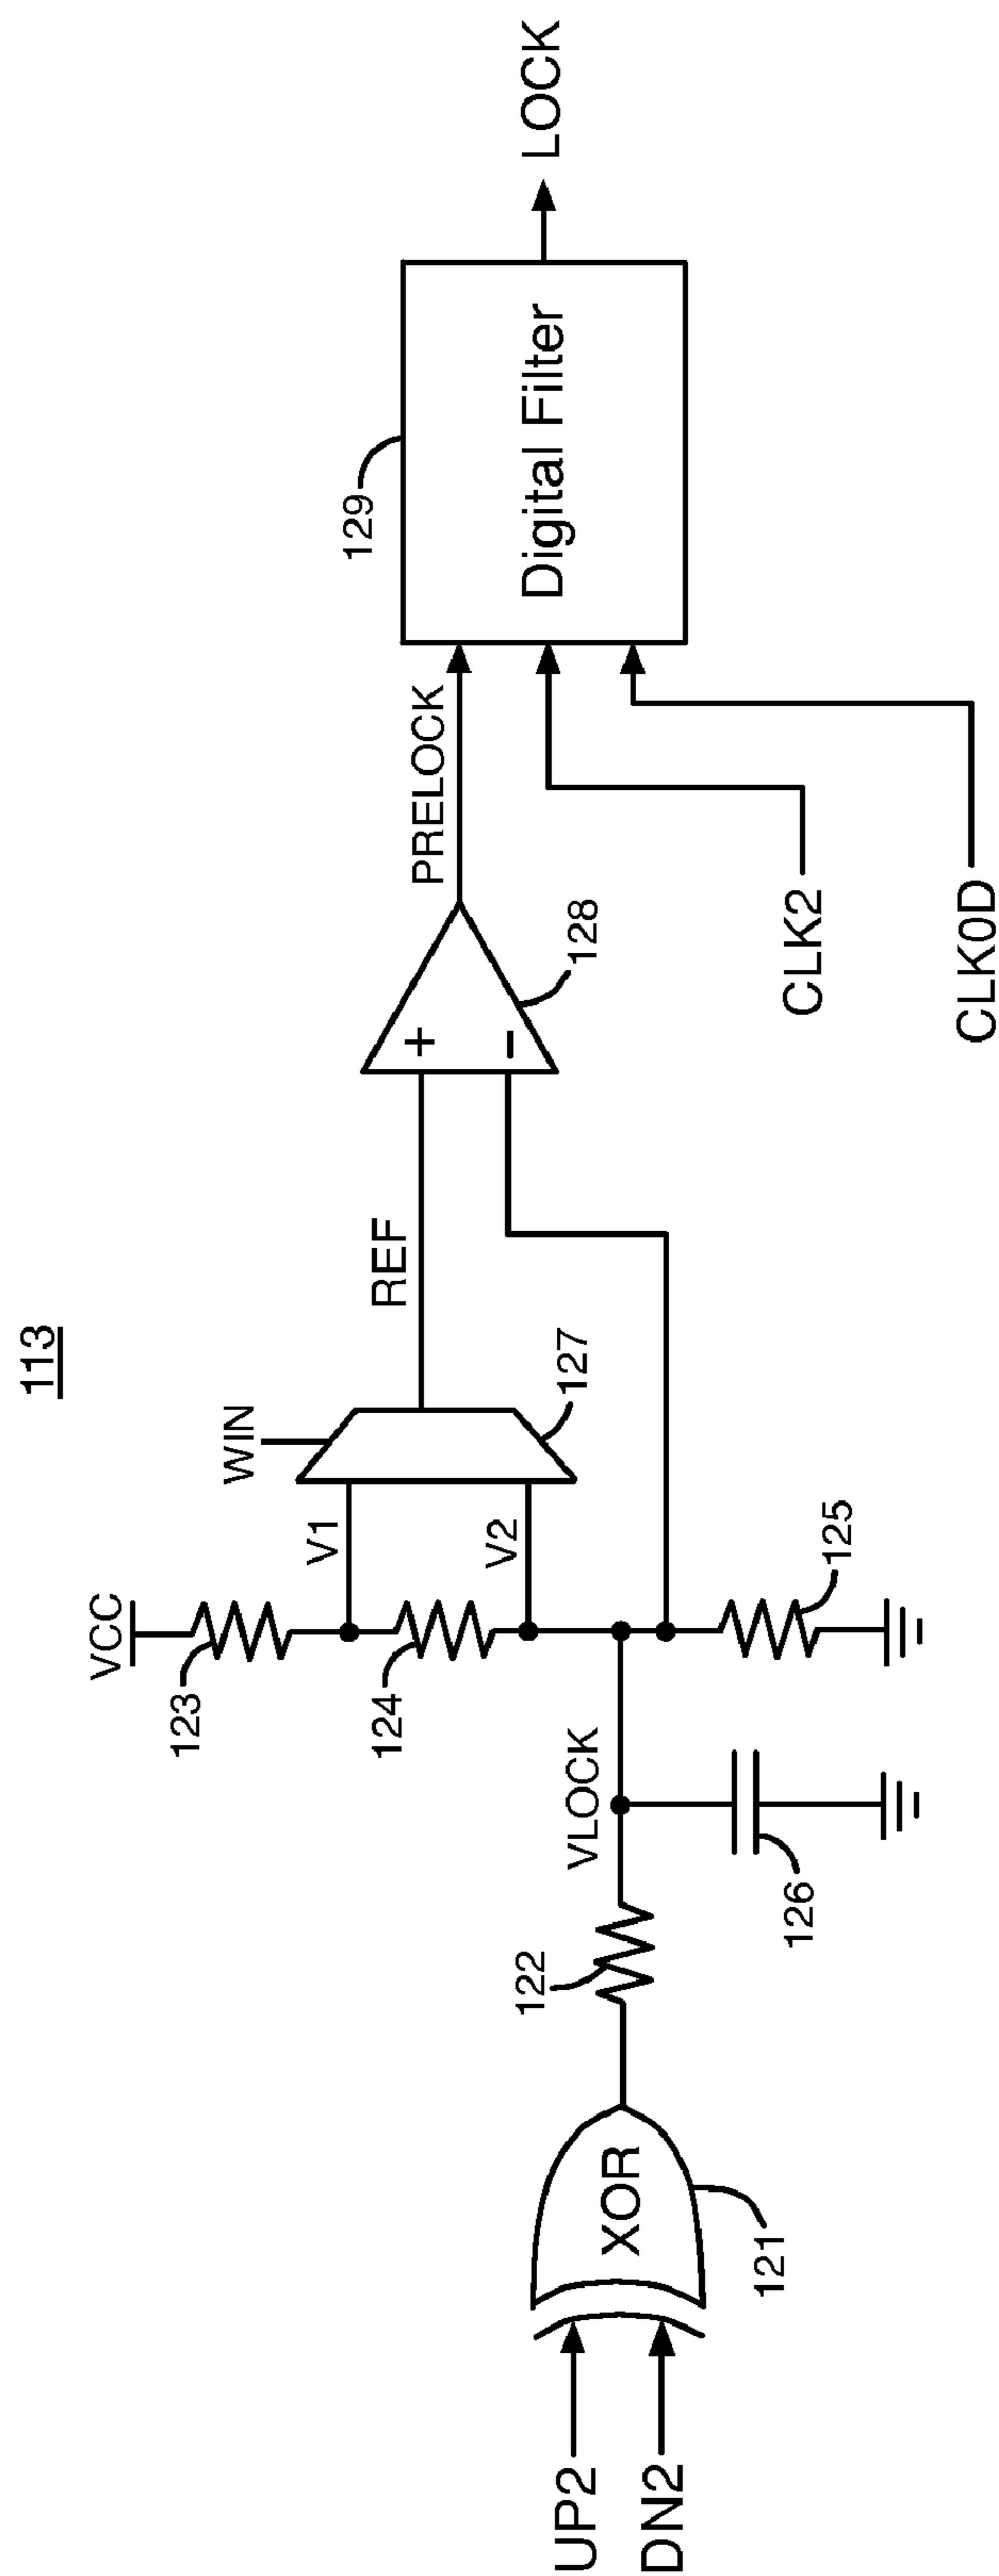 113
VCC
123
V1
WIN
124
V2
127
REF
VLOCK
122
126
125
UP2
DN2
XOR
121
+
−
128
PRELOCK
129
Digital Filter
LOCK
CLK2
CLK0D